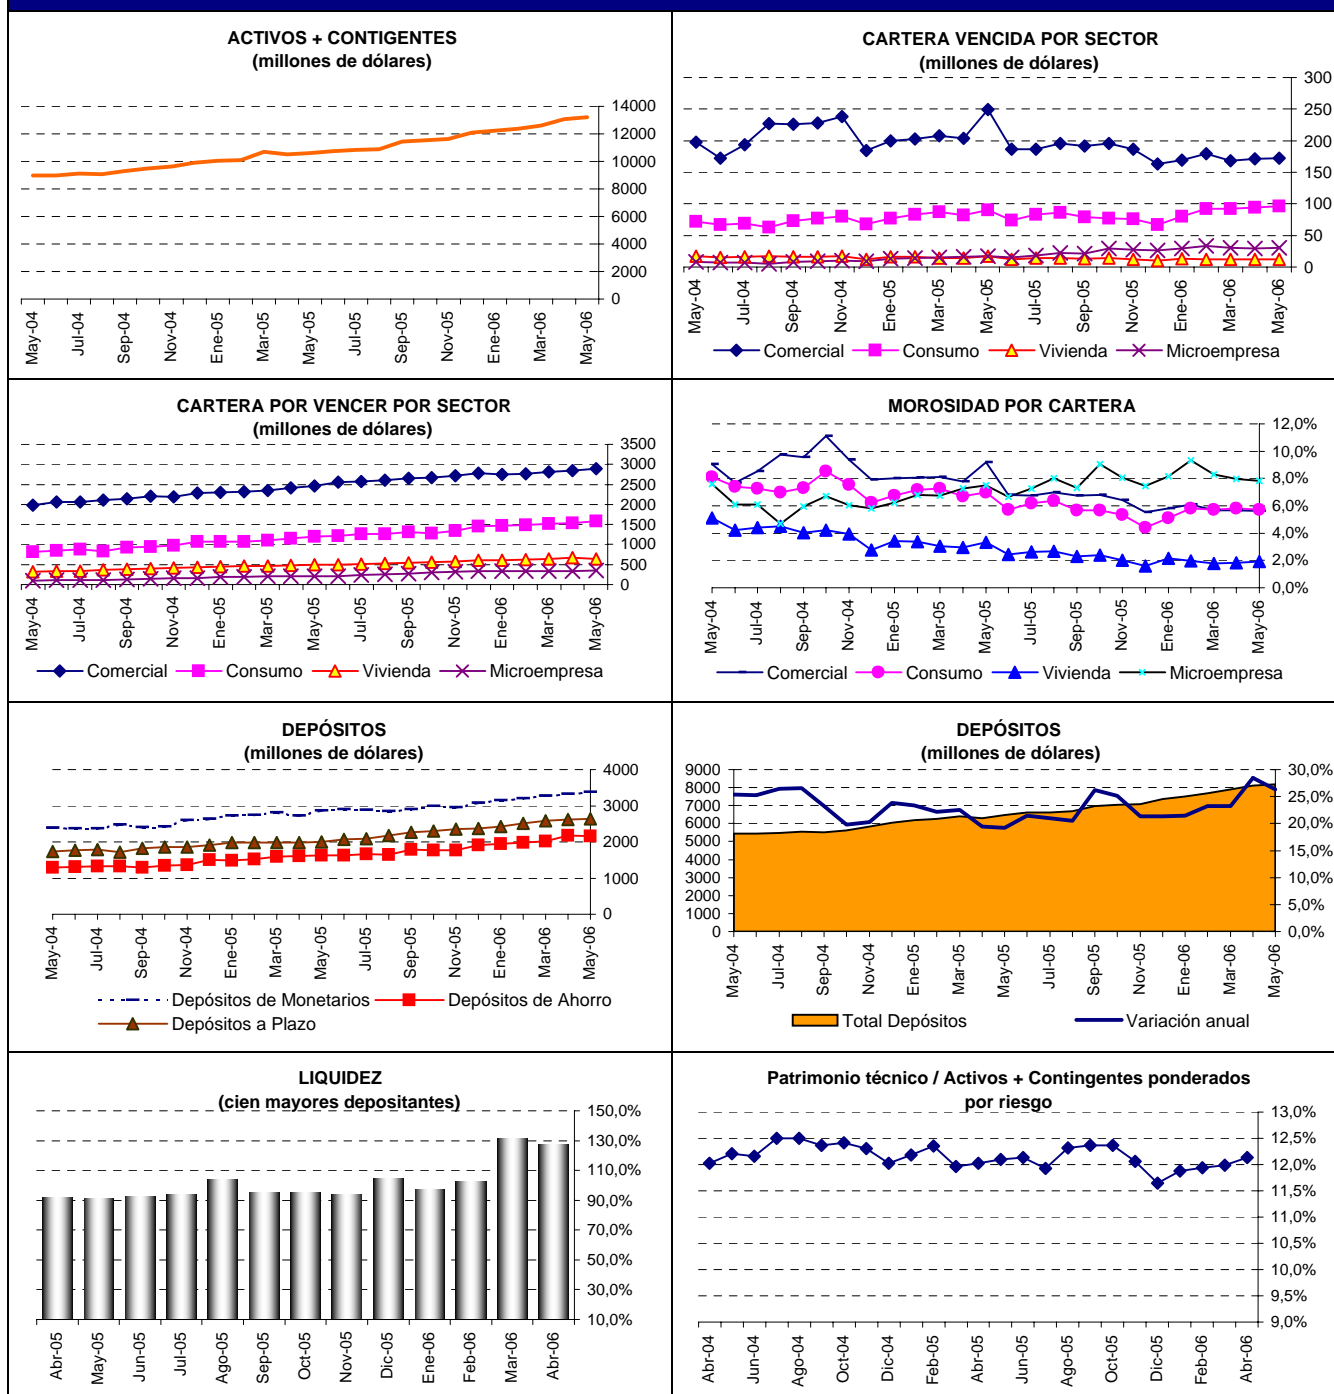 ACTIVOS + CONTIGENTES
(millones de dólares)
14000
12000
10000
8000
6000
4000
2000
0
May-04
Jul-04
Sep-04
Nov-04
Ene-05
Mar-05
May-05
Jul-05
Sep-05
Nov-05
Ene-06
Mar-06
May-06
CARTERA VENCIDA POR SECTOR
(millones de dólares)
300
250
200
150
100
50
0
May-04
Jul-04
Sep-04
Nov-04
Ene-05
Mar-05
May-05
Jul-05
Sep-05
Nov-05
Ene-06
Mar-06
May-06
Comercial Consumo Vivienda Microempresa
CARTERA POR VENCER POR SECTOR
(millones de dólares)
3500
3000
2500
2000
1500
1000
500
0
May-04
Jul-04
Sep-04
Nov-04
Ene-05
Mar-05
May-05
Jul-05
Sep-05
Nov-05
Ene-06
Mar-06
May-06
Comercial Consumo Vivienda Microempresa
MOROSIDAD POR CARTERA
12,0%
10,0%
8,0%
6,0%
4,0%
2,0%
0,0%
May-04
Jul-04
Sep-04
Nov-04
Ene-05
Mar-05
May-05
Jul-05
Sep-05
Nov-05
Ene-06
Mar-06
May-06
Comercial Consumo Vivienda Microempresa
DEPÓSITOS
(millones de dólares)
4000
3000
2000
1000
0
May-04
Jul-04
Sep-04
Nov-04
Ene-05
Mar-05
May-05
Jul-05
Sep-05
Nov-05
Ene-06
Mar-06
May-06
Depósitos de Monetarios Depósitos de Ahorro
Depósitos a Plazo
DEPÓSITOS
(millones de dólares)
9000
8000
7000
6000
5000
4000
3000
2000
1000
0
30,0%
25,0%
20,0%
15,0%
10,0%
5,0%
0,0%
May-04
Jul-04
Sep-04
Nov-04
Ene-05
Mar-05
May-05
Jul-05
Sep-05
Nov-05
Ene-06
Mar-06
May-06
Total Depósitos Variación anual
LIQUIDEZ
(cien mayores depositantes)
150,0%
130,0%
110,0%
90,0%
70,0%
50,0%
30,0%
10,0%
Abr-05
May-05
Jun-05
Jul-05
Ago-05
Sep-05
Oct-05
Nov-05
Dic-05
Ene-06
Feb-06
Mar-06
Abr-06
Patrimonio técnico / Activos + Contingentes ponderados
por riesgo
13,0%
12,5%
12,0%
11,5%
11,0%
10,5%
10,0%
9,5%
9,0%
Abr-04
Jun-04
Ago-04
Oct-04
Dic-04
Feb-05
Abr-05
Jun-05
Ago-05
Oct-05
Dic-05
Feb-06
Abr-06